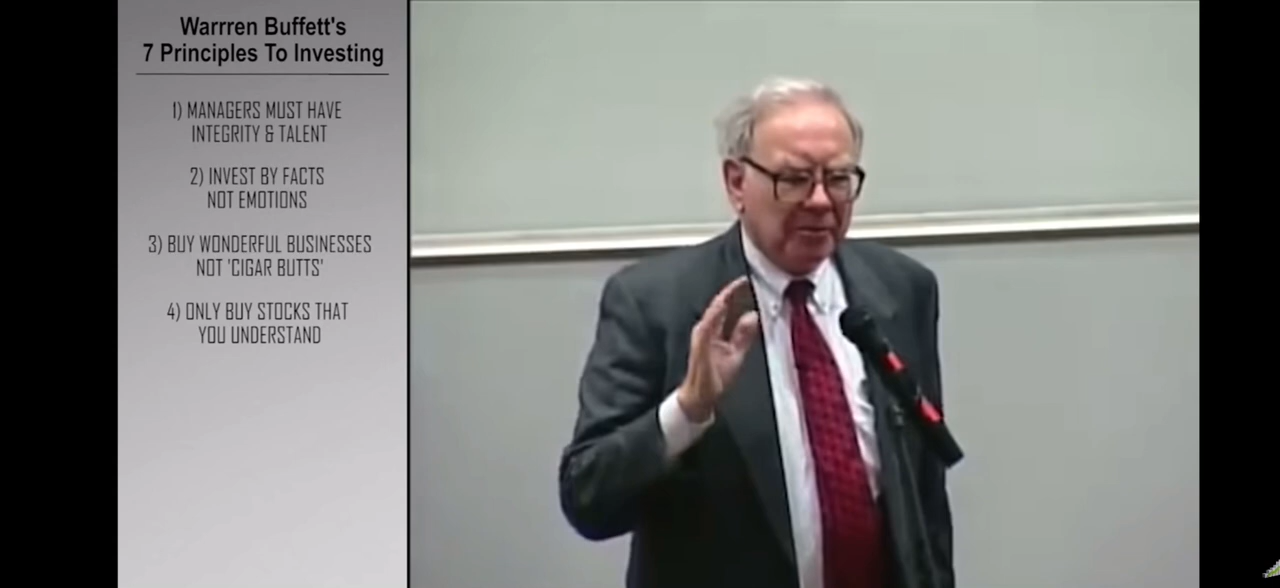 Warrren Buffett's
7 Principles To Investing
1) MANAGERS MUST HAVE
INTEGRITY & TALENT
2) INVEST BY FACTS
NOT EMOTIONS
3) BUY WONDERFUL BUSINESSES
NOT 'CIGAR BUTTS'
4) ONLY BUY STOCKS THAT
YOU UNDERSTAND